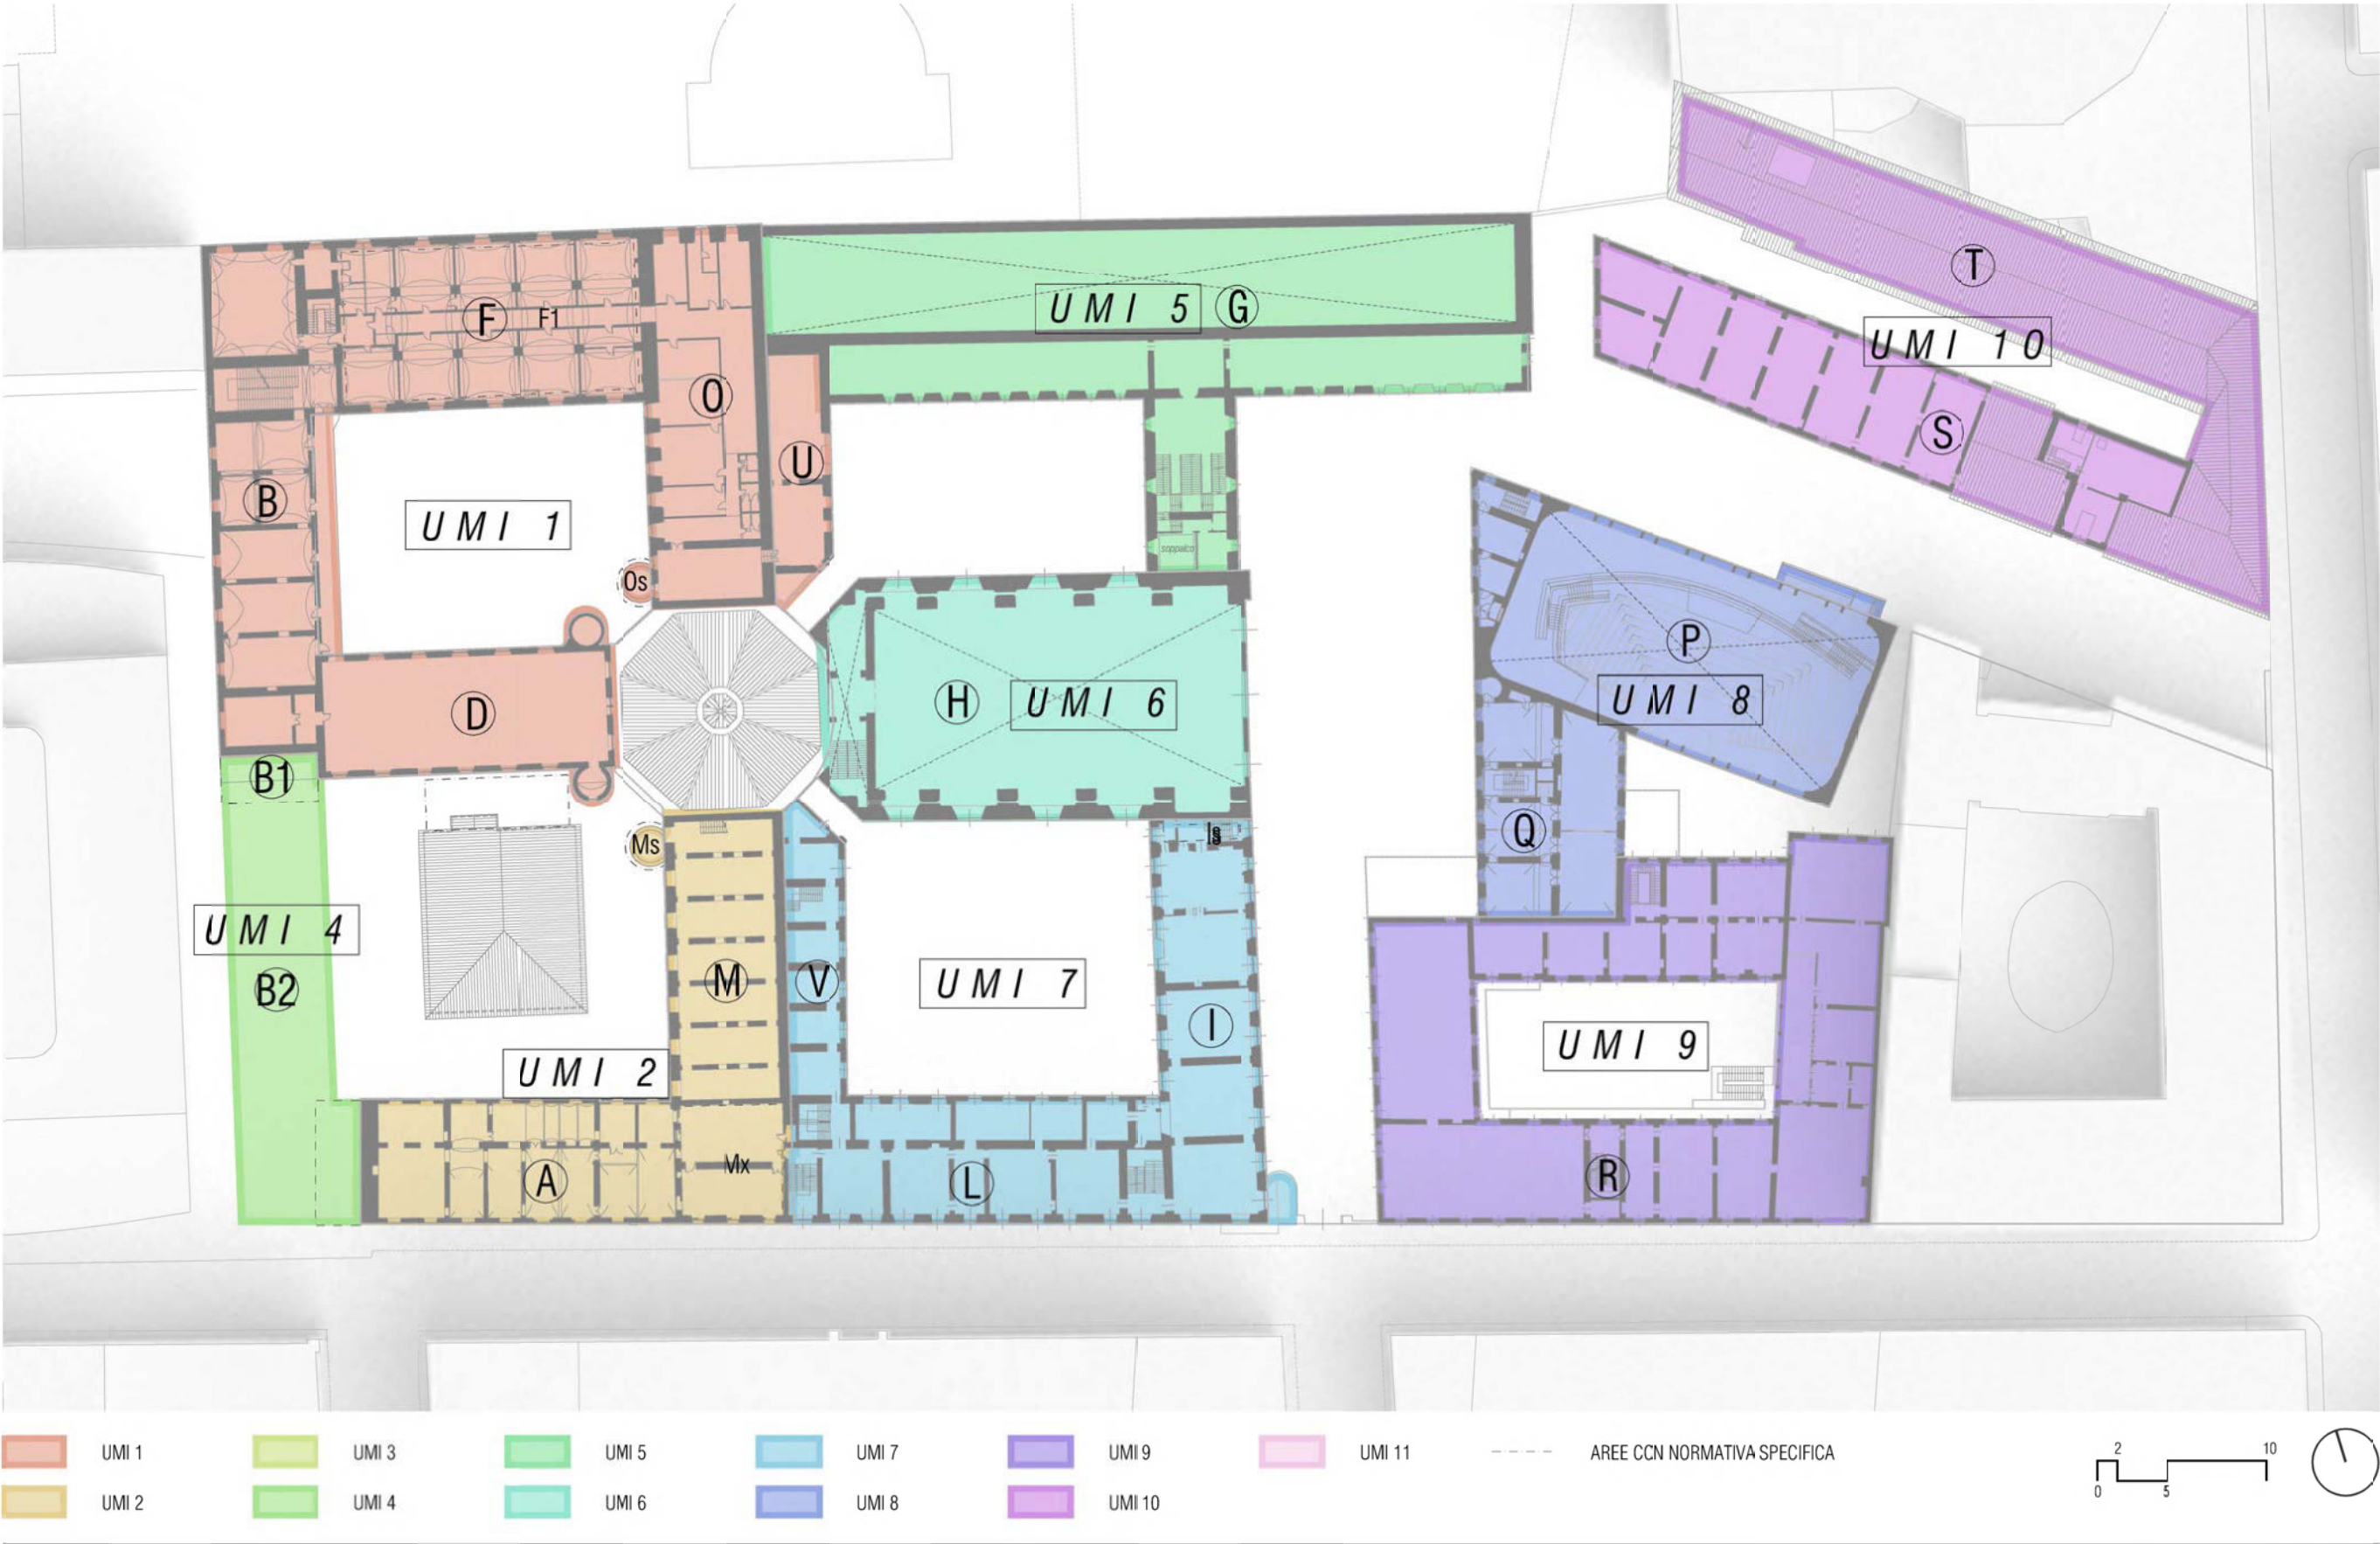 T
UMI 5 G
F F1
UMI 10
O
S
U
B
UMI 1
soppalco
Os
P
H UMI 6
UMI 8
D
B1
Ms
Q
UMI 4
M
V
UMI 7
B2
I
UMI 9
UMI 2
Mx
A
L
R
UMI 1
UMI 3
UMI 5
UMI 7
UMI 9
UMI 11
AREE CCN NORMATIVA SPECIFICA
UMI 2
UMI 4
UMI 6
UMI 8
UMI 10
2 10
0 5